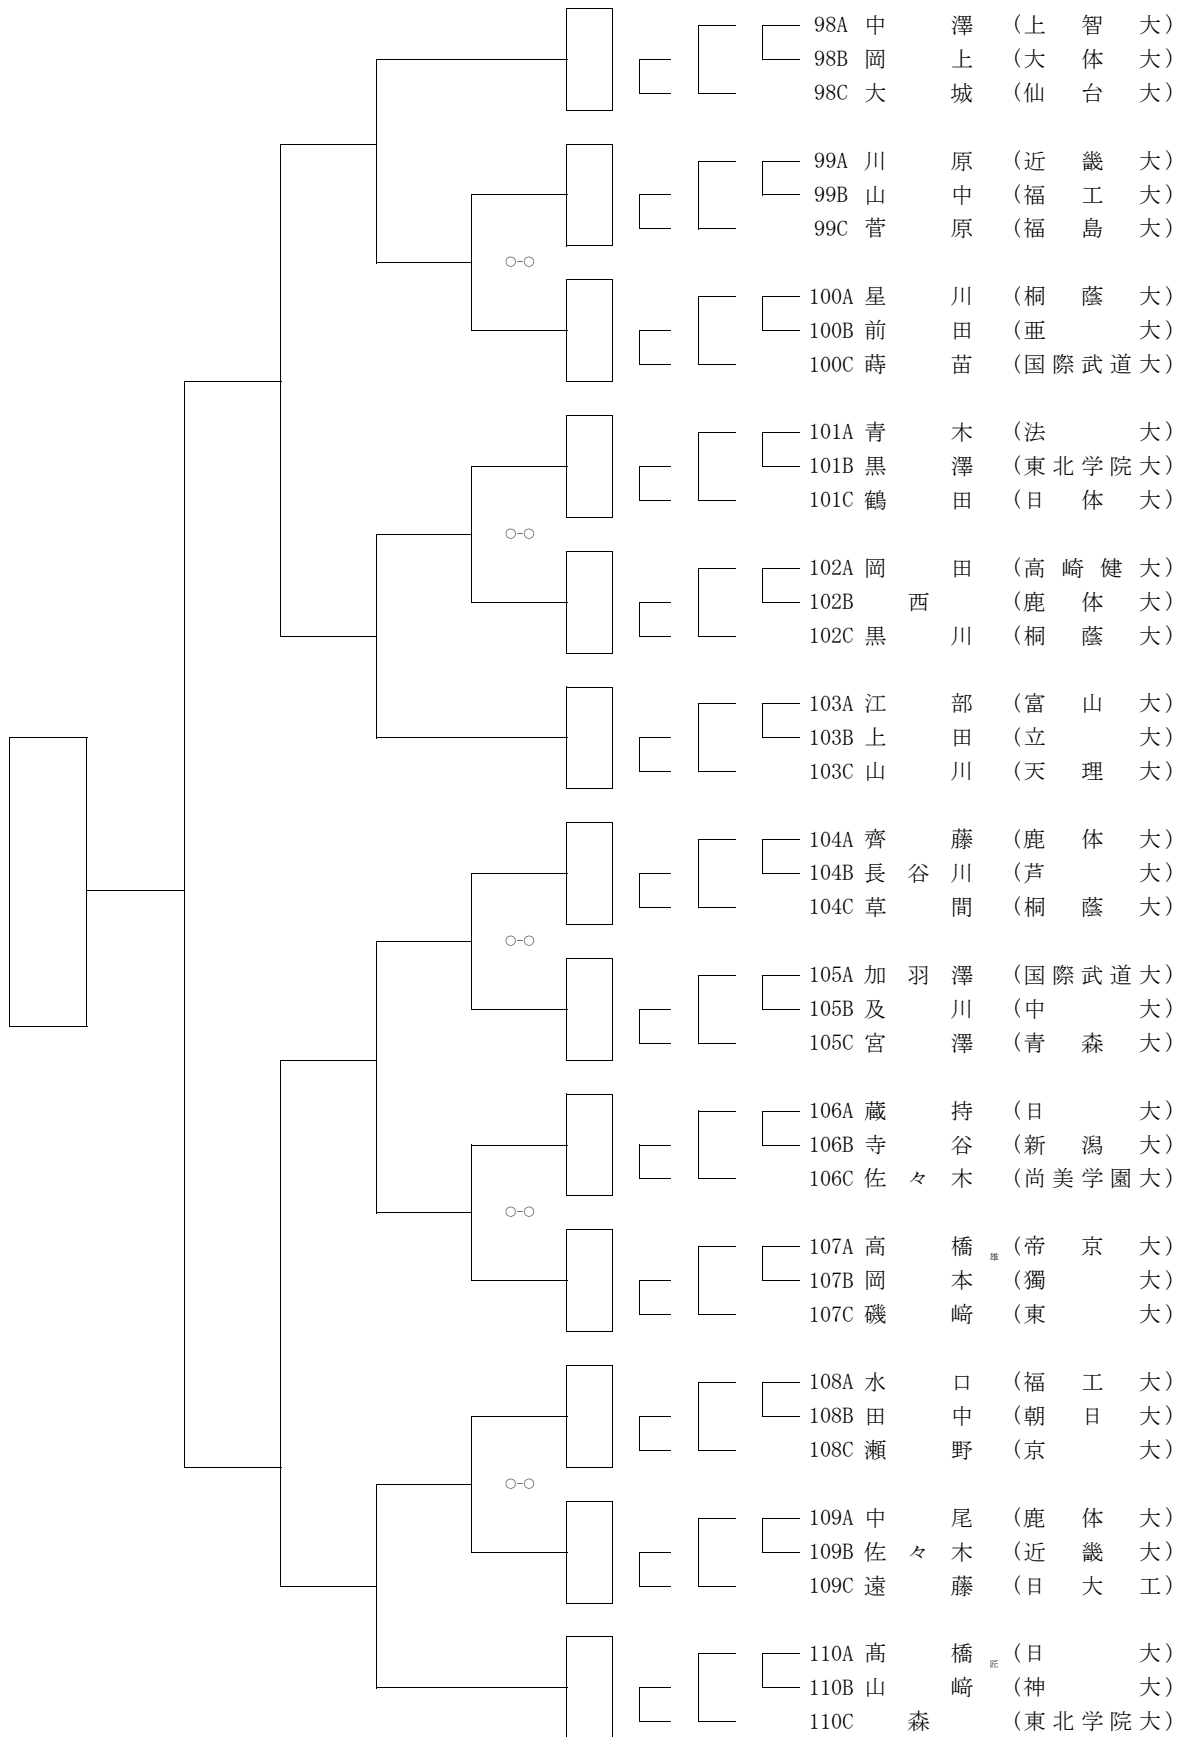 98A 中澤 (上智大)
98B 岡上 (大体大)
98C 大城 (仙台大)
99A 川原 (近畿大)
99B 山中 (福工大)
99C 菅原 (福島大)
○-○
100A 星川 (桐蔭大)
100B 前田 (亜大)
100C 蒔苗 (国際武道大)
101A 青木 (法大)
101B 黒澤 (東北学院大)
101C 鶴田 (日体大)
○-○
102A 岡田 (高崎健大)
102B 西 (鹿体大)
102C 黒川 (桐蔭大)
103A 江部 (富山大)
103B 上田 (立大)
103C 山川 (天理大)
104A 齊藤 (鹿体大)
104B 長谷川 (芦大)
104C 草間 (桐蔭大)
○-○
105A 加羽澤 (国際武道大)
105B 及川 (中大)
105C 宮澤 (青森大)
106A 蔵持 (日大)
106B 寺谷 (新潟大)
106C 佐々木 (尚美学園大)
○-○
107A 高橋 雄 (帝京大)
107B 岡本 (獨大)
107C 磯﨑 (東大)
108A 水口 (福工大)
108B 田中 (朝日大)
108C 瀬野 (京大)
○-○
109A 中尾 (鹿体大)
109B 佐々木 (近畿大)
109C 遠藤 (日大工)
110A 髙橋 匠 (日大)
110B 山﨑 (神大)
110C 森 (東北学院大)